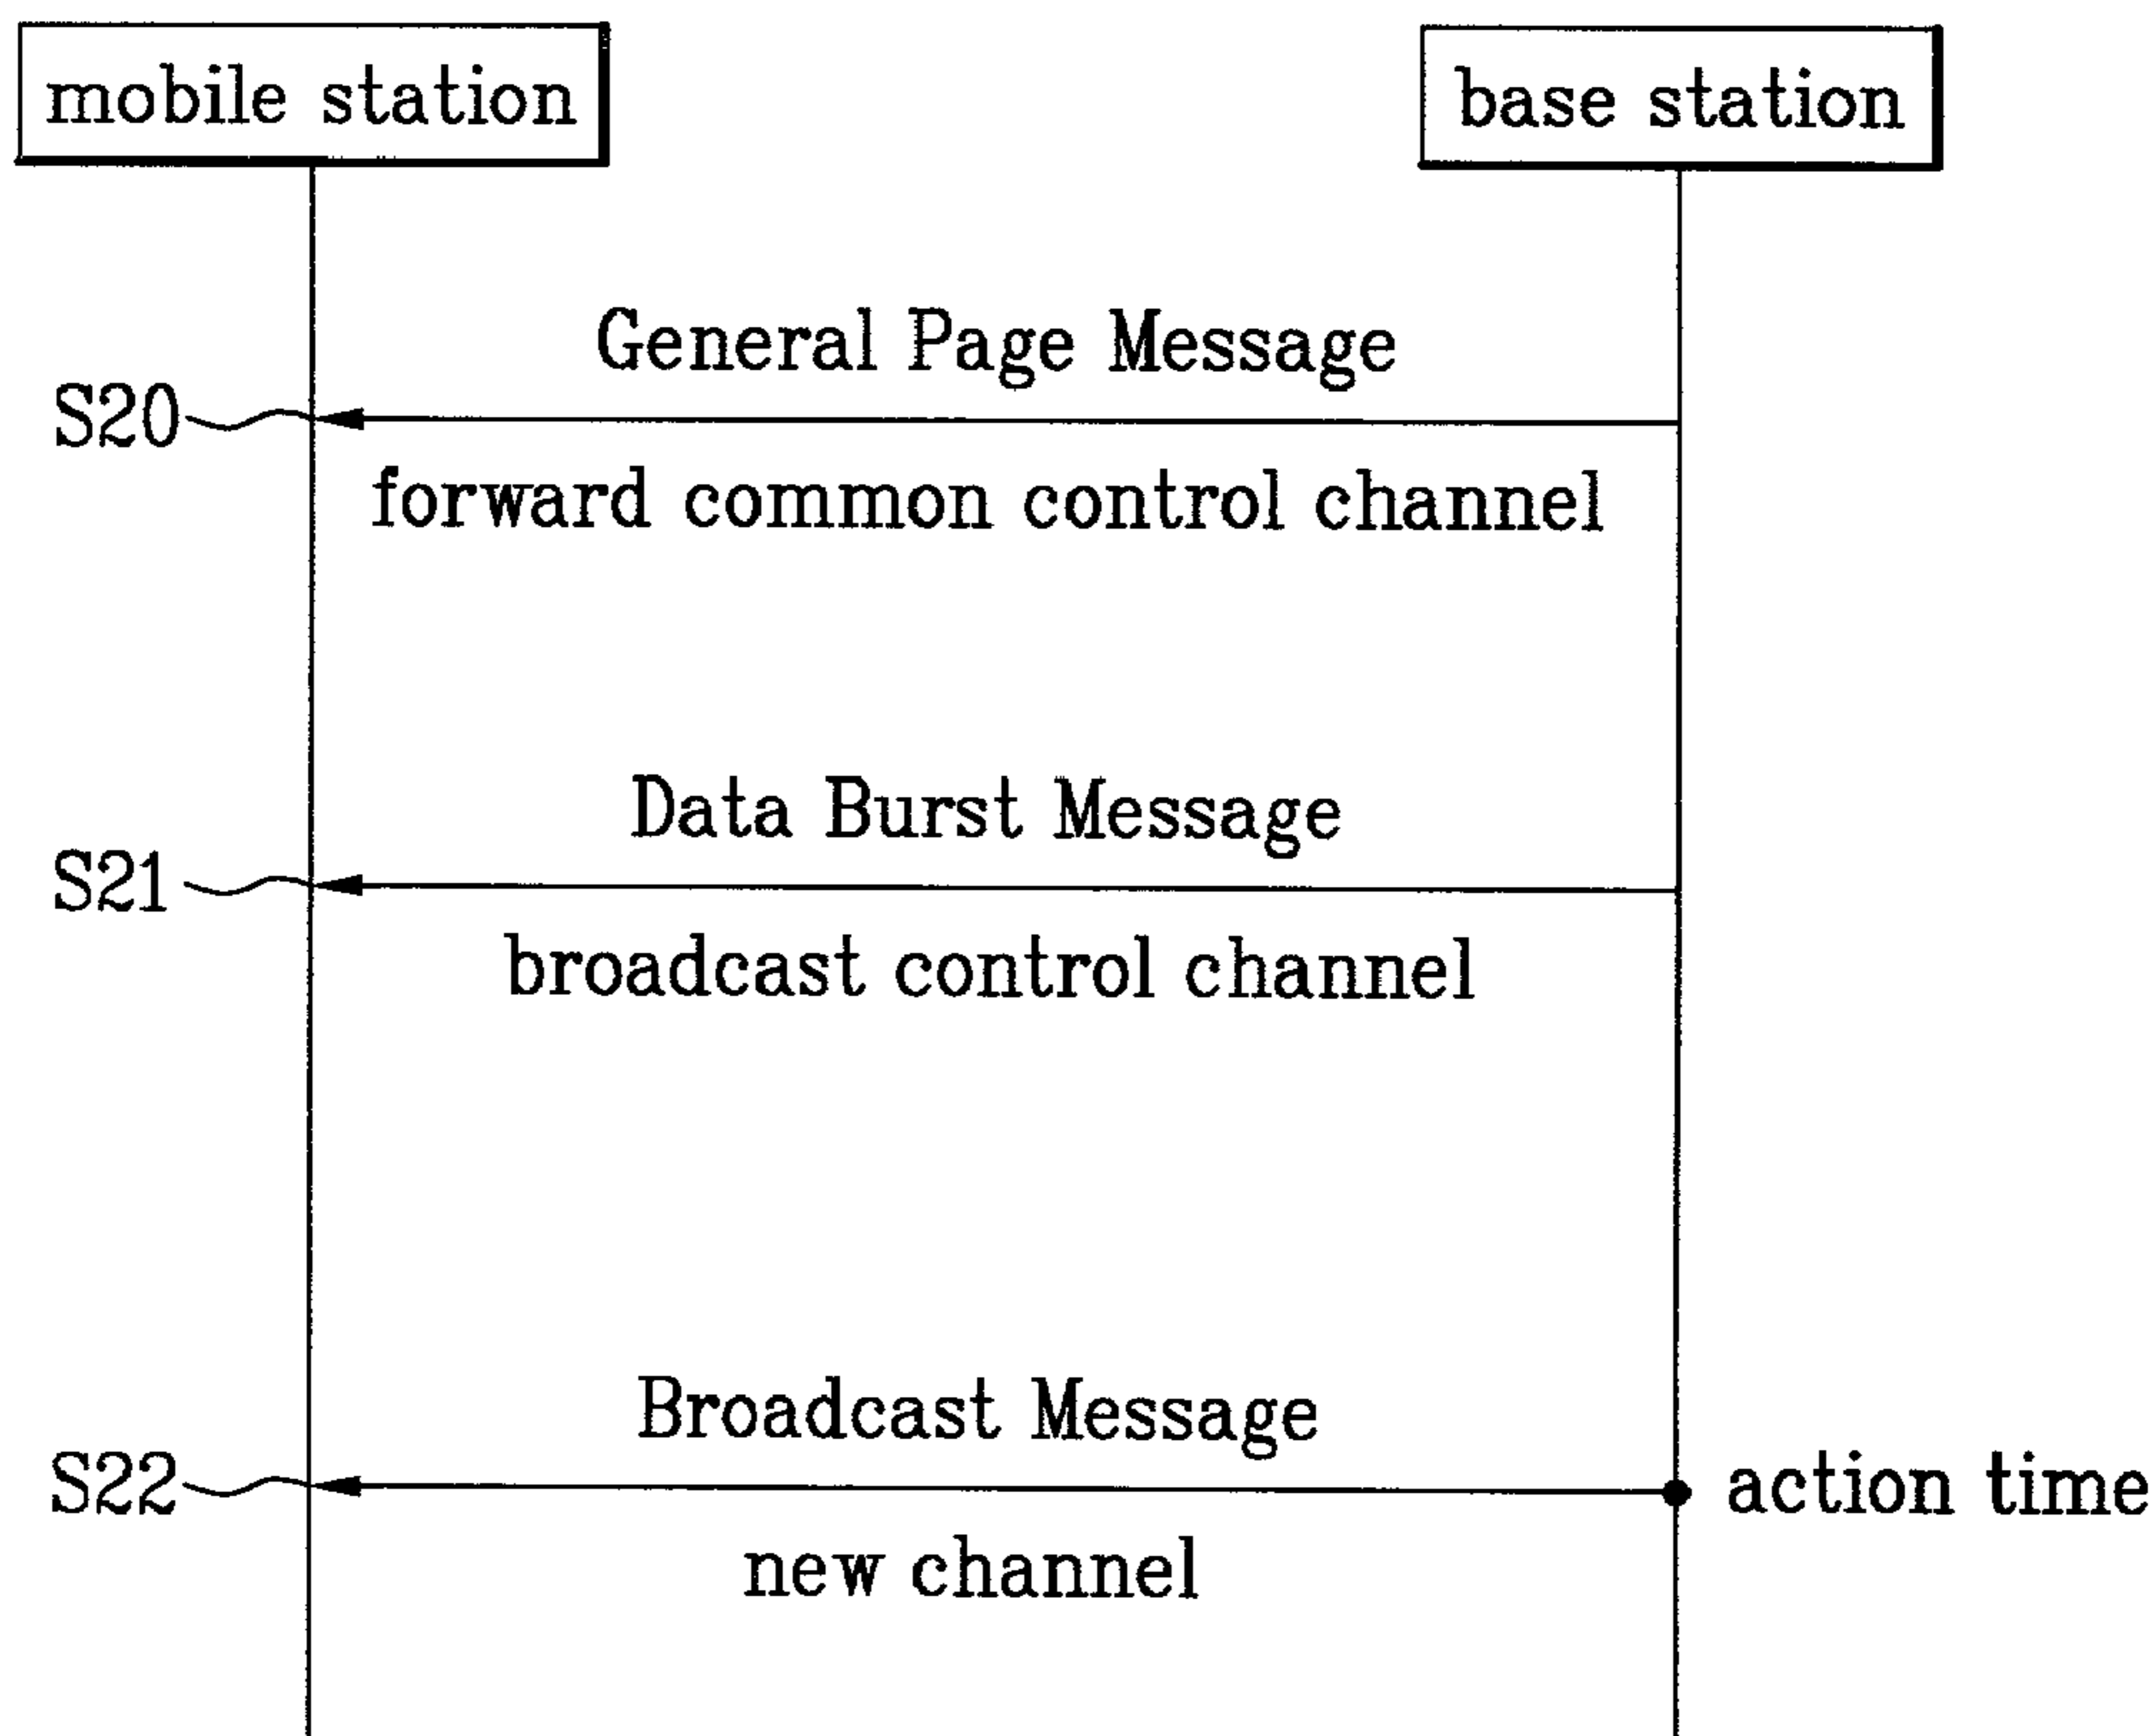 mobile station
base station
General Page Message
S20
forward common control channel
Data Burst Message
S21
broadcast control channel
Broadcast Message
S22
action time
new channel